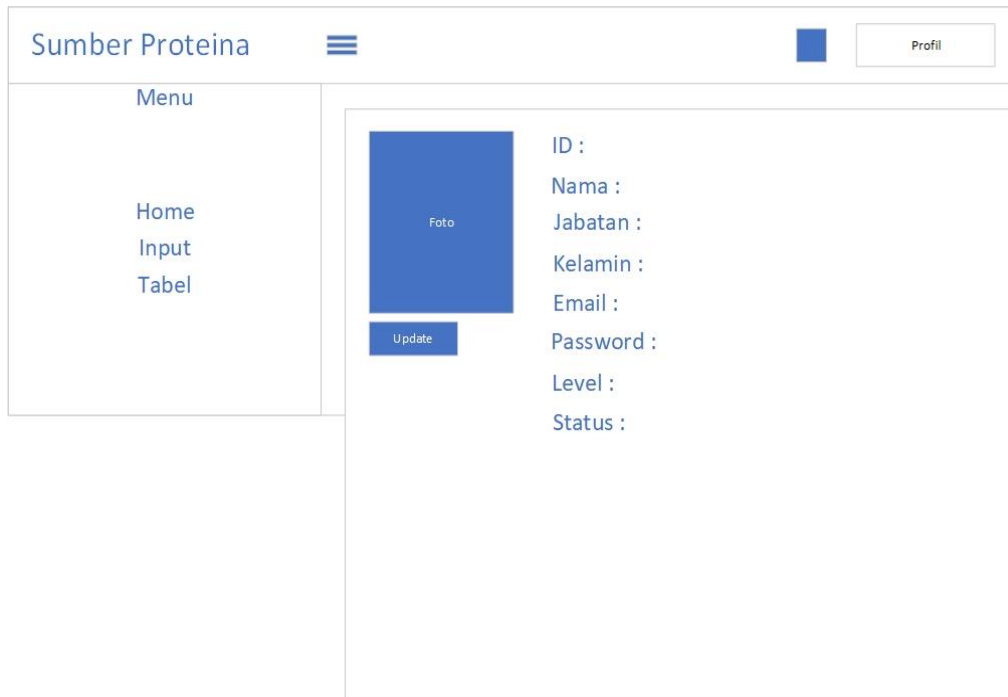 Sumber Proteina
Profil
Menu
Home
Input
Tabel
Foto
Update
ID :
Nama :
Jabatan :
Kelamin :
Email :
Password :
Level :
Status :